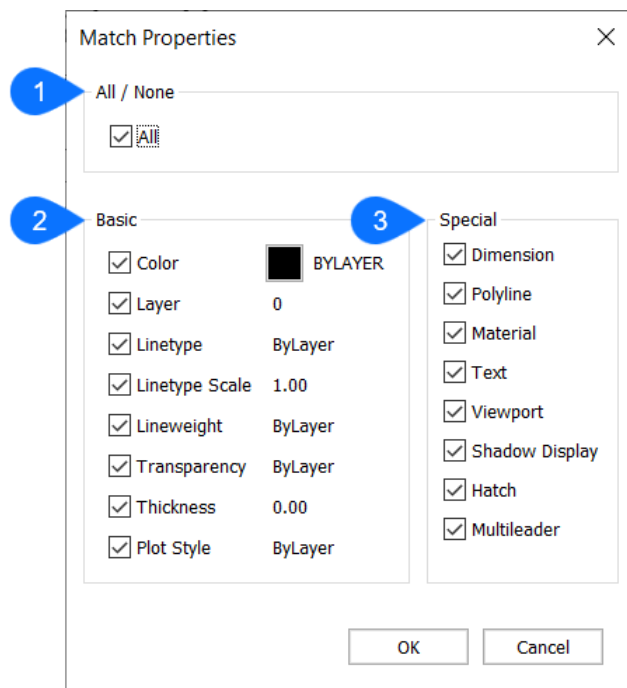 Match Properties
1 All / None
All
2 Basic
Color BYLAYER
Layer 0
Linetype ByLayer
Linetype Scale 1.00
Lineweight ByLayer
Transparency ByLayer
Thickness 0.00
Plot Style ByLayer
3 Special
Dimension
Polyline
Material
Text
Viewport
Shadow Display
Hatch
Multileader
OK Cancel